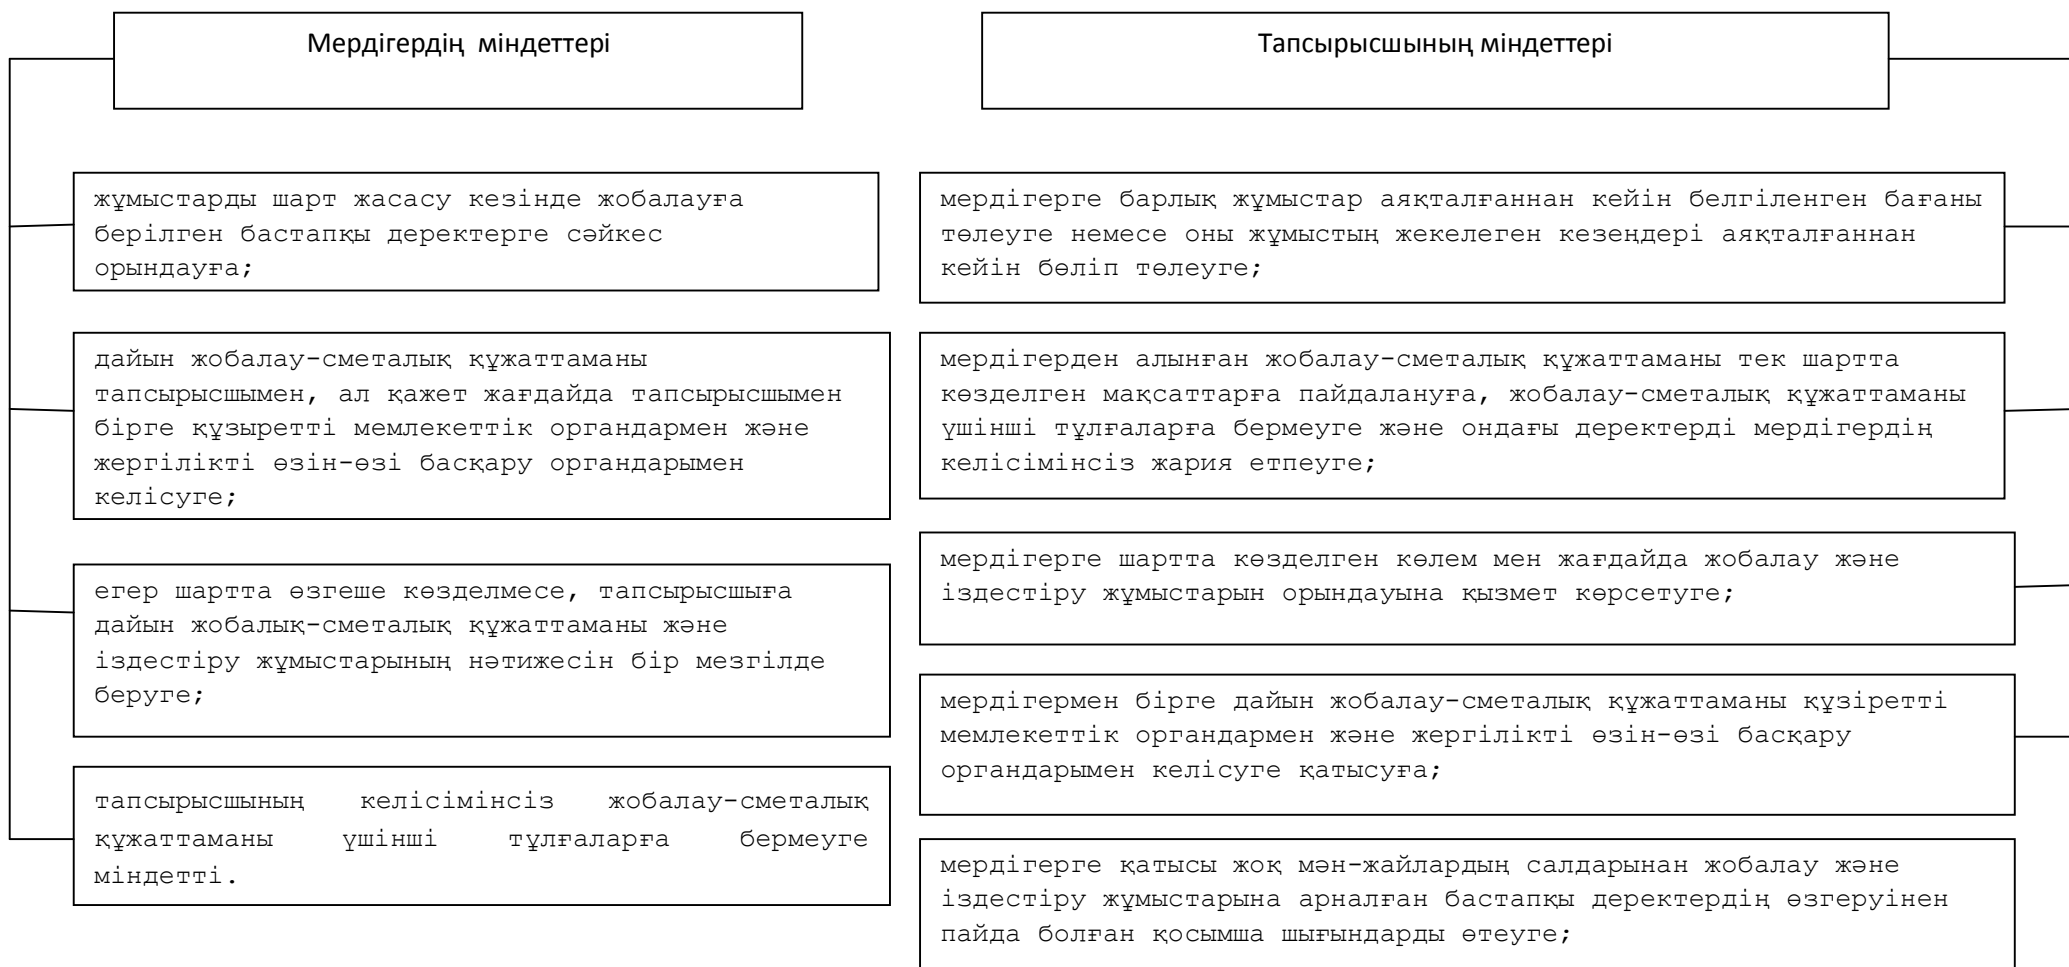 Мердігердің міндеттері
жұмыстарды шарт жасасу кезінде жобалауға
берілген бастапқы деректерге сәйкес
орындауға;
дайын жобалау-сметалық құжаттаманы
тапсырысшымен, ал қажет жағдайда тапсырысшымен
бірге құзыретті мемлекеттік органдармен және
жергілікті өзін-өзі басқару органдарымен
келісуге;
егер шартта өзгеше көзделмесе, тапсырысшыға
дайын жобалық-сметалық құжаттаманы және
іздестіру жұмыстарының нәтижесін бір мезгілде
беруге;
тапсырысшының келісімінсіз жобалау-сметалық
құжаттаманы үшінші тұлғаларға бермеуге
міндетті.
Тапсырысшының міндеттері
мердігерге барлық жұмыстар аяқталғаннан кейін белгіленген бағаны
төлеуге немесе оны жұмыстың жекелеген кезеңдері аяқталғаннан
кейін бөліп төлеуге;
мердігерден алынған жобалау-сметалық құжаттаманы тек шартта
көзделген мақсаттарға пайдалануға, жобалау-сметалық құжаттаманы
үшінші тұлғаларға бермеуге және ондағы деректерді мердігердің
келісімінсіз жария етпеуге;
мердігерге шартта көзделген көлем мен жағдайда жобалау және
іздестіру жұмыстарын орындауына қызмет көрсетуге;
мердігермен бірге дайын жобалау-сметалық құжаттаманы құзіретті
мемлекеттік органдармен және жергілікті өзін-өзі басқару
органдарымен келісуге қатысуға;
мердігерге қатысы жоқ мән-жайлардың салдарынан жобалау және
іздестіру жұмыстарына арналған бастапқы деректердің өзгеруінен
пайда болған қосымша шығындарды өтеуге;